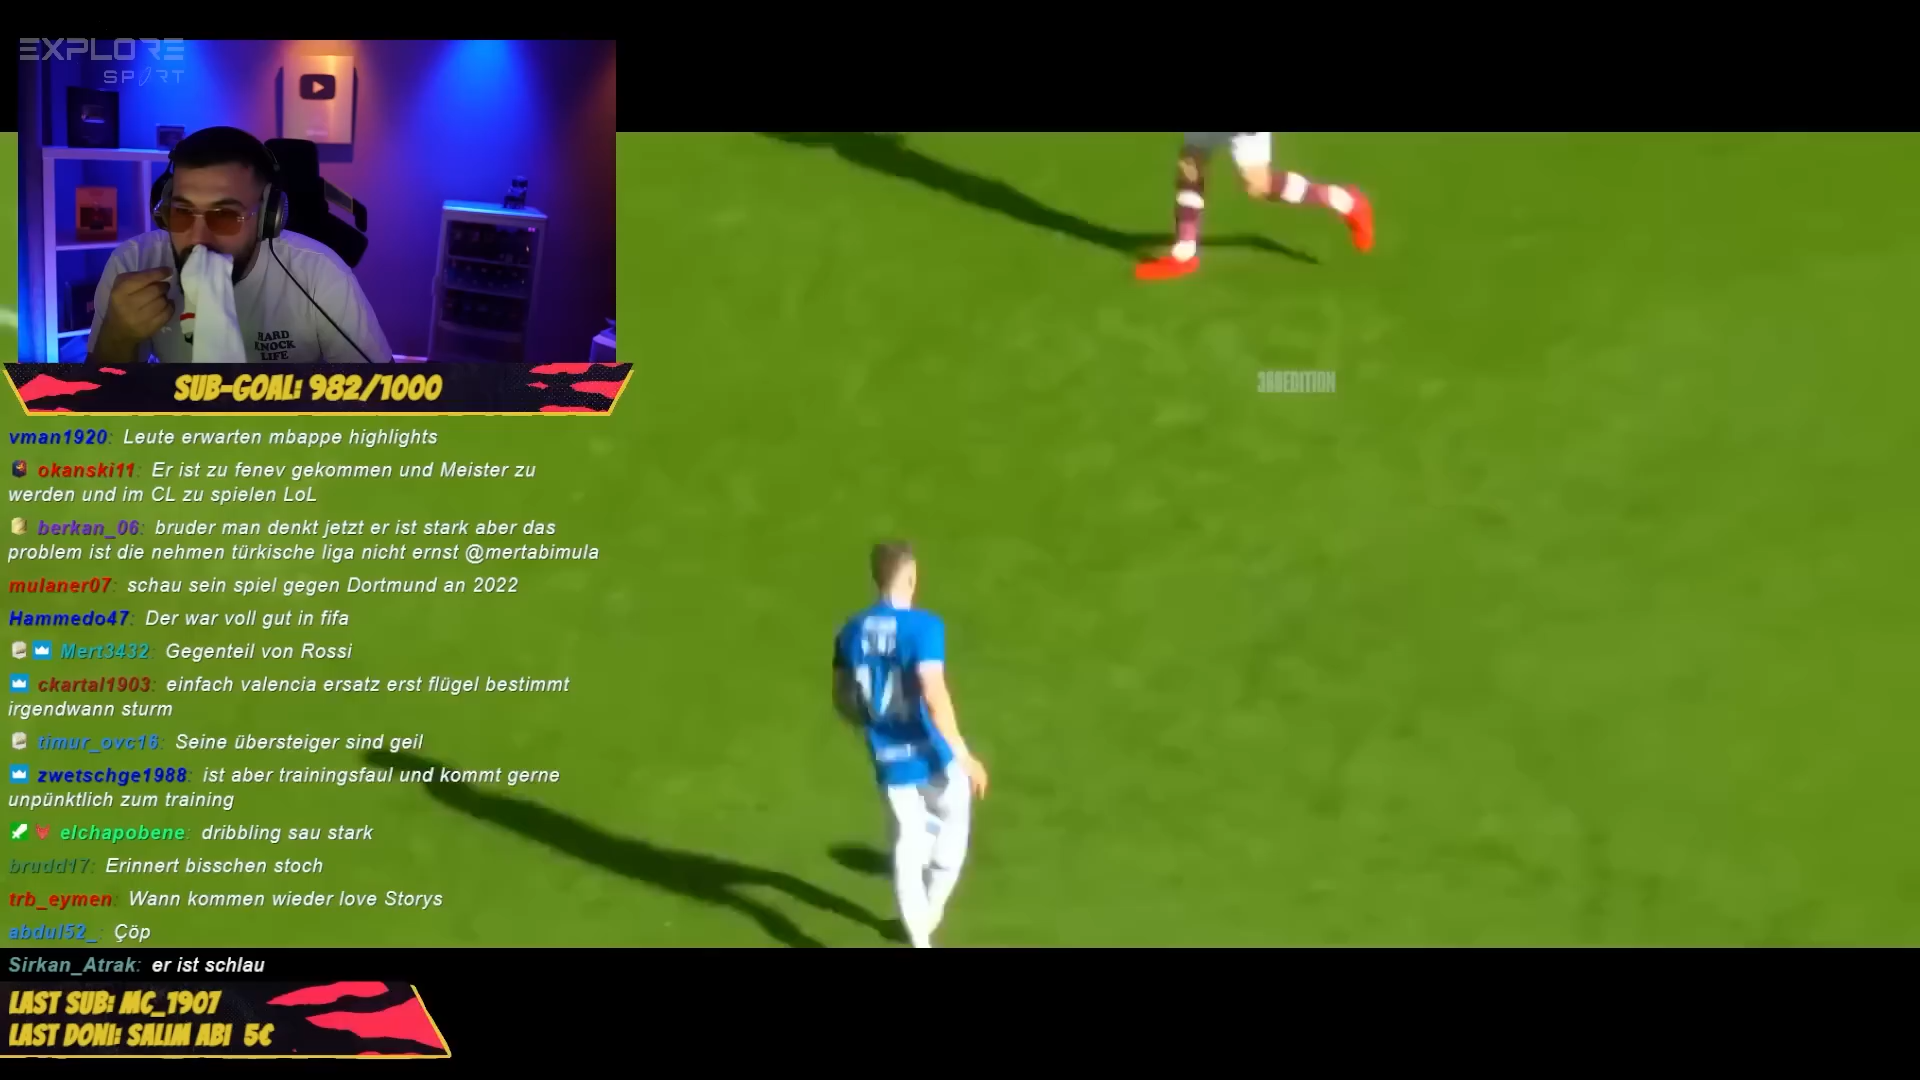 EXPLORE
SPORT
HARD
KNOCK
LIFE
SUB-GOAL: 982/1000
360EDITION
vman1920: Leute erwarten mbappe highlights
okanski11: Er ist zu fenev gekommen und Meister zu
werden und im CL zu spielen LoL
berkan_06: bruder man denkt jetzt er ist stark aber das
problem ist die nehmen türkische liga nicht ernst @mertabimula
mulaner07: schau sein spiel gegen Dortmund an 2022
Hammedo47: Der war voll gut in fifa
Mert3432: Gegenteil von Rossi
ckartal1903: einfach valencia ersatz erst flügel bestimmt
irgendwann sturm
timur_ovc16: Seine übersteiger sind geil
zwetschge1988: ist aber trainingsfaul und kommt gerne
unpünktlich zum training
elchapobene: dribbling sau stark
brudd17: Erinnert bisschen stoch
trb_eymen: Wann kommen wieder love Storys
abdul52_: Çöp
Sirkan_Atrak: er ist schlau
LAST SUB: MC_1907
LAST DONI: SALIM ABI 5€